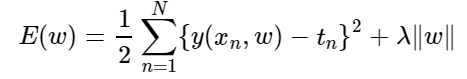 E(w) = \frac{1}{2} \sum_{n=1}^{N} \{y(x_n, w) - t_n\}^2 + \lambda \|w\|